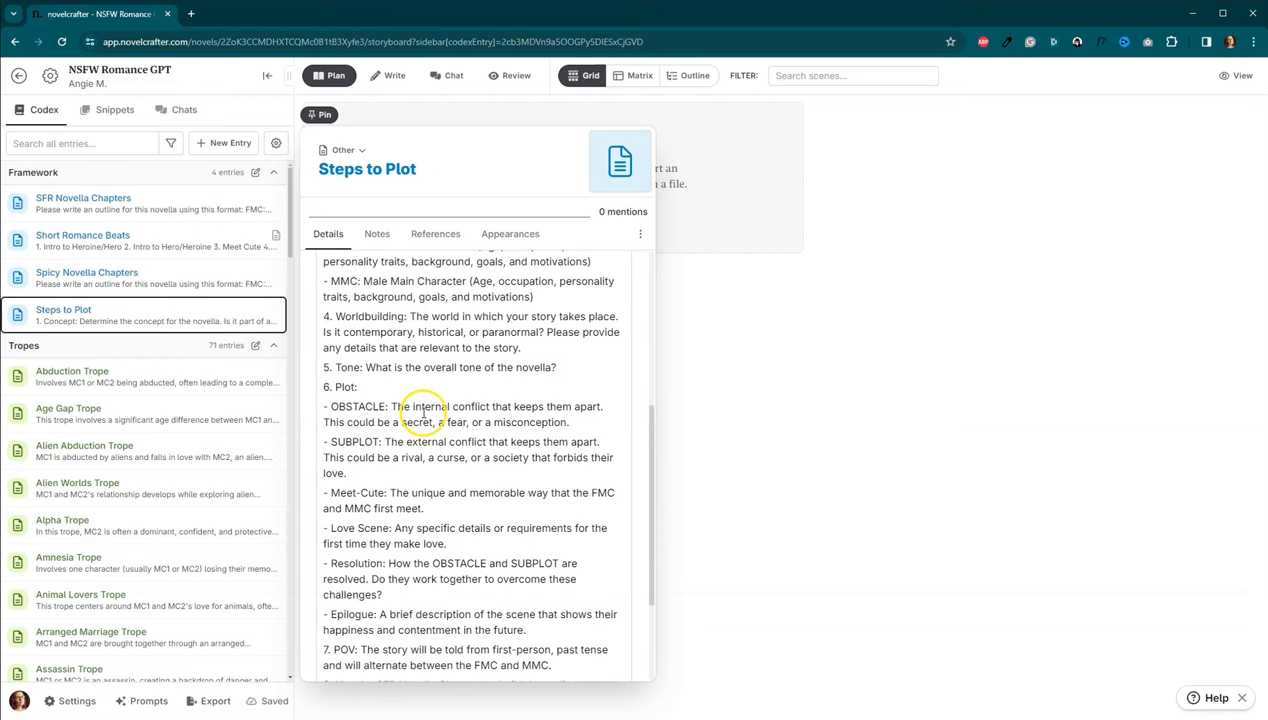 novelcrafter - NSFW Romance G
app.novelcrafter.com/novels/2ZoK3CCMDHXTCQMc0B1tB3Xyfe3/storyboard?sidebar[codexEntry]=2cb3MDVn9a5OOGPy5DIESxCjGVD
NSFW Romance GPT
Angie M.
Plan
Write
Chat
Review
Grid
Matrix
Outline
FILTER:
Search scenes...
View
Codex
Snippets
Chats
Search all entries...
+ New Entry
Framework
4 entries
SFR Novella Chapters
Please write an outline for this novella using this format: FMC:...
Short Romance Beats
1. Intro to Heroine/Hero 2. Intro to Hero/Heroine 3. Meet Cute 4....
Spicy Novella Chapters
Please write an outline for this novella using this format: FMC:...
Steps to Plot
1. Concept: Determine the concept for the novella. Is it part of a...
Tropes
71 entries
Abduction Trope
Involves MC1 or MC2 being abducted, often leading to a comple...
Age Gap Trope
This trope involves a significant age difference between MC1 an...
Alien Abduction Trope
MC1 is abducted by aliens and falls in love with MC2, an alien....
Alien Worlds Trope
MC1 and MC2's relationship develops while exploring alien...
Alpha Trope
In this trope, MC2 is often a dominant, confident, and protective...
Amnesia Trope
Involves one character (usually MC1 or MC2) losing their memo...
Animal Lovers Trope
This trope centers around MC1 and MC2's love for animals, ofte...
Arranged Marriage Trope
MC1 and MC2 are brought together through an arranged...
Assassin Trope
MC1 or MC2 is an assassin, creating a backdrop of danger and
Settings
Prompts
Export
Saved
Pin
Other
Steps to Plot
0 mentions
Details
Notes
References
Appearances
personality traits, background, goals, and motivations)
- MMC: Male Main Character (Age, occupation, personality
traits, background, goals, and motivations)
4. Worldbuilding: The world in which your story takes place.
Is it contemporary, historical, or paranormal? Please provide
any details that are relevant to the story.
5. Tone: What is the overall tone of the novella?
6. Plot:
- OBSTACLE: The internal conflict that keeps them apart.
This could be a secret, a fear, or a misconception.
- SUBPLOT: The external conflict that keeps them apart.
This could be a rival, a curse, or a society that forbids their
love.
- Meet-Cute: The unique and memorable way that the FMC
and MMC first meet.
- Love Scene: Any specific details or requirements for the
first time they make love.
- Resolution: How the OBSTACLE and SUBPLOT are
resolved. Do they work together to overcome these
challenges?
- Epilogue: A brief description of the scene that shows their
happiness and contentment in the future.
7. POV: The story will be told from first-person, past tense
and will alternate between the FMC and MMC.
rt an
n a file.
Help